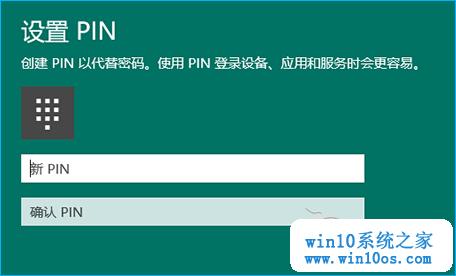 设置 PIN
创建 PIN 以代替密码。使用 PIN 登录设备、应用和服务时会更容易。
新 PIN
确认 PIN
win10系统之家
www.win10os.com